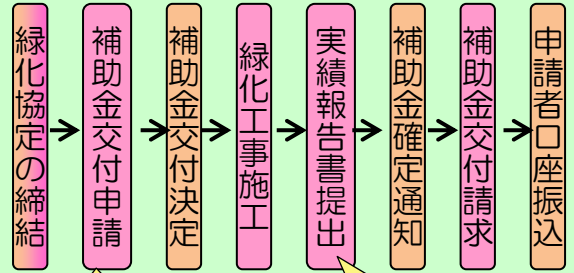 緑化協定の締結
補助金交付申請
補助金交付決定
緑化工事施工
実績報告書提出
補助金確定通知
補助金交付請求
申請者口座振込